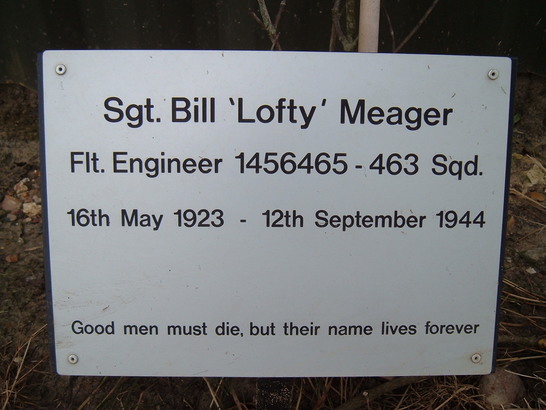 Sgt. Bill ‘Lofty’ Meager
Flt. Engineer 1456465 - 463 Sqd.
16th May 1923 - 12th September 1944
Good men must die, but their name lives forever